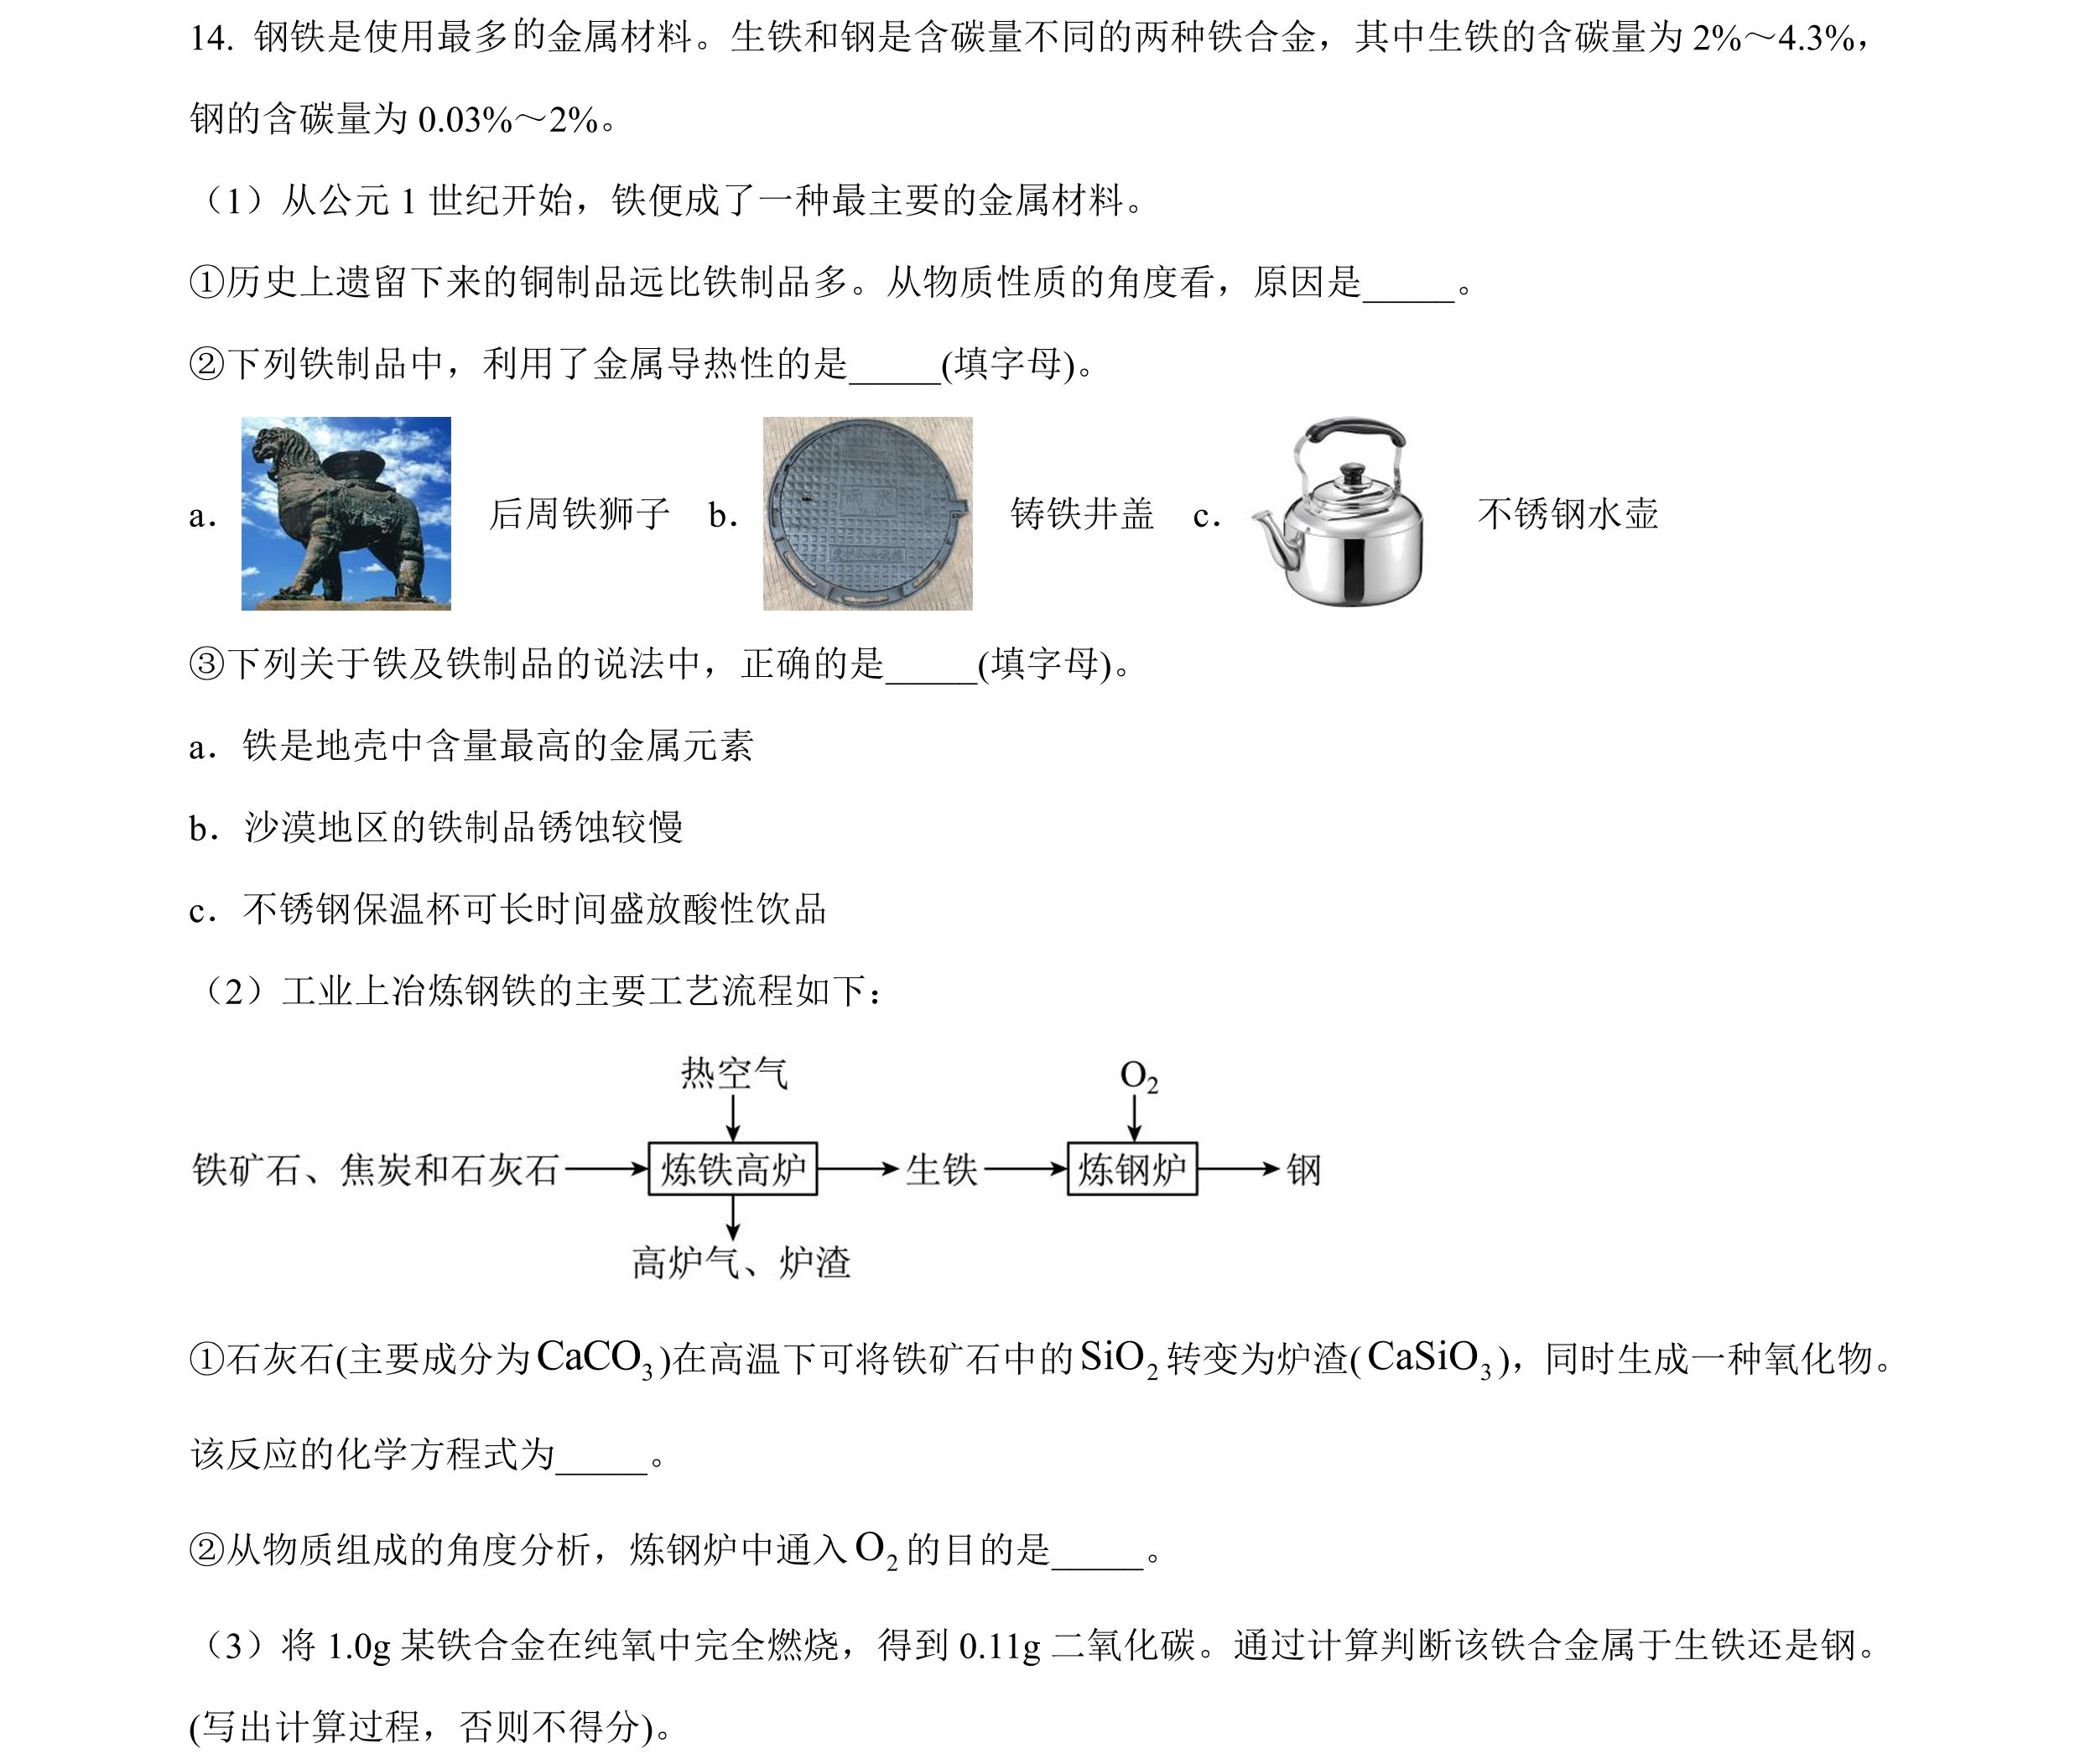 14. 钢铁是使用最多的金属材料。生铁和钢是含碳量不同的两种铁合金，其中生铁的含碳量为 2%～4.3%，
钢的含碳量为 0.03%～2%。
（1）从公元 1 世纪开始，铁便成了一种最主要的金属材料。
①历史上遗留下来的铜制品远比铁制品多。从物质性质的角度看，原因是_____。
②下列铁制品中，利用了金属导热性的是_____(填字母)。
a． 后周铁狮子 b． 铸铁井盖 c． 不锈钢水壶
③下列关于铁及铁制品的说法中，正确的是_____(填字母)。
a．铁是地壳中含量最高的金属元素
b．沙漠地区的铁制品锈蚀较慢
c．不锈钢保温杯可长时间盛放酸性饮品
（2）工业上冶炼钢铁的主要工艺流程如下：
热空气 O₂
铁矿石、焦炭和石灰石 炼铁高炉 生铁 炼钢炉 钢
高炉气、炉渣
①石灰石(主要成分为CaCO₃)在高温下可将铁矿石中的SiO₂转变为炉渣(CaSiO₃)，同时生成一种氧化物。
该反应的化学方程式为_____。
②从物质组成的角度分析，炼钢炉中通入O₂的目的是_____。
（3）将 1.0g 某铁合金在纯氧中完全燃烧，得到 0.11g 二氧化碳。通过计算判断该铁合金属于生铁还是钢。
(写出计算过程，否则不得分)。